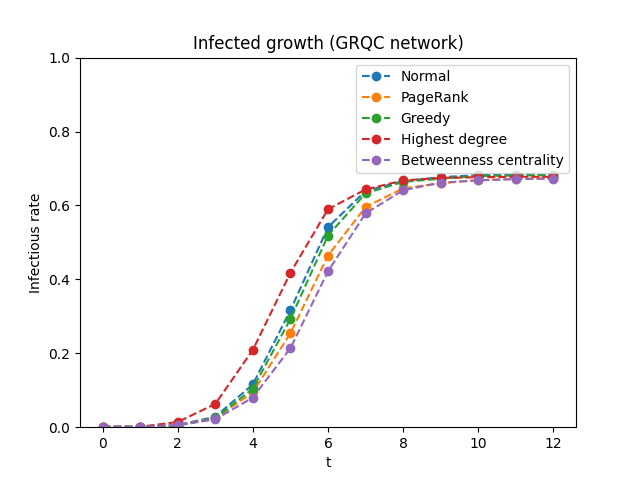 Infected growth (GRQC network)
1.0
0.8
0.6
0.4
0.2
0.0
Infectious rate
Normal
PageRank
Greedy
Highest degree
Betweenness centrality
0 2 4 6 8 10 12
t